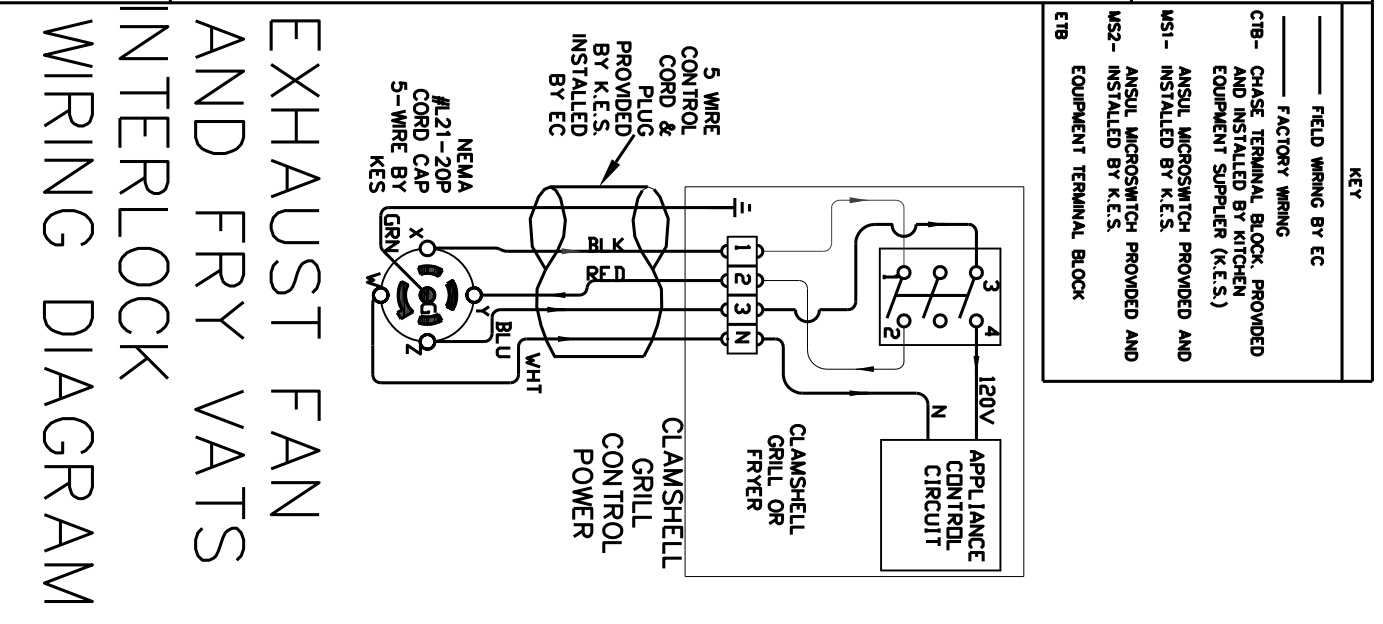 KEY
FIELD WIRING BY EC
FACTORY WIRING
CTB- CHASE TERMINAL BLOCK. PROVIDED
AND INSTALLED BY KITCHEN
EQUIPMENT SUPPLIER (K.E.S.)
MS1- ANSUL MICROSWITCH PROVIDED AND
INSTALLED BY K.E.S.
MS2- ANSUL MICROSWITCH PROVIDED AND
INSTALLED BY K.E.S.
ETB EQUIPMENT TERMINAL BLOCK
5 WIRE
CONTROL
CORD &
PLUG
PROVIDED
BY K.E.S.
INSTALLED
BY EC
NEMA
#L21-20P
CORD CAP
5-WIRE BY
KES
GRN
X
W
G
Y
Z
BLK
RED
BLU
WHT
1
2
3
N
1
3
2
4
120V
N
APPLIANCE
CONTROL
CIRCUIT
CLAMSHELL
GRILL OR
FRYER
CLAMSHELL
GRILL
CONTROL
POWER
EXHAUST FAN
AND FRY VATS
INTERLOCK
WIRING DIAGRAM